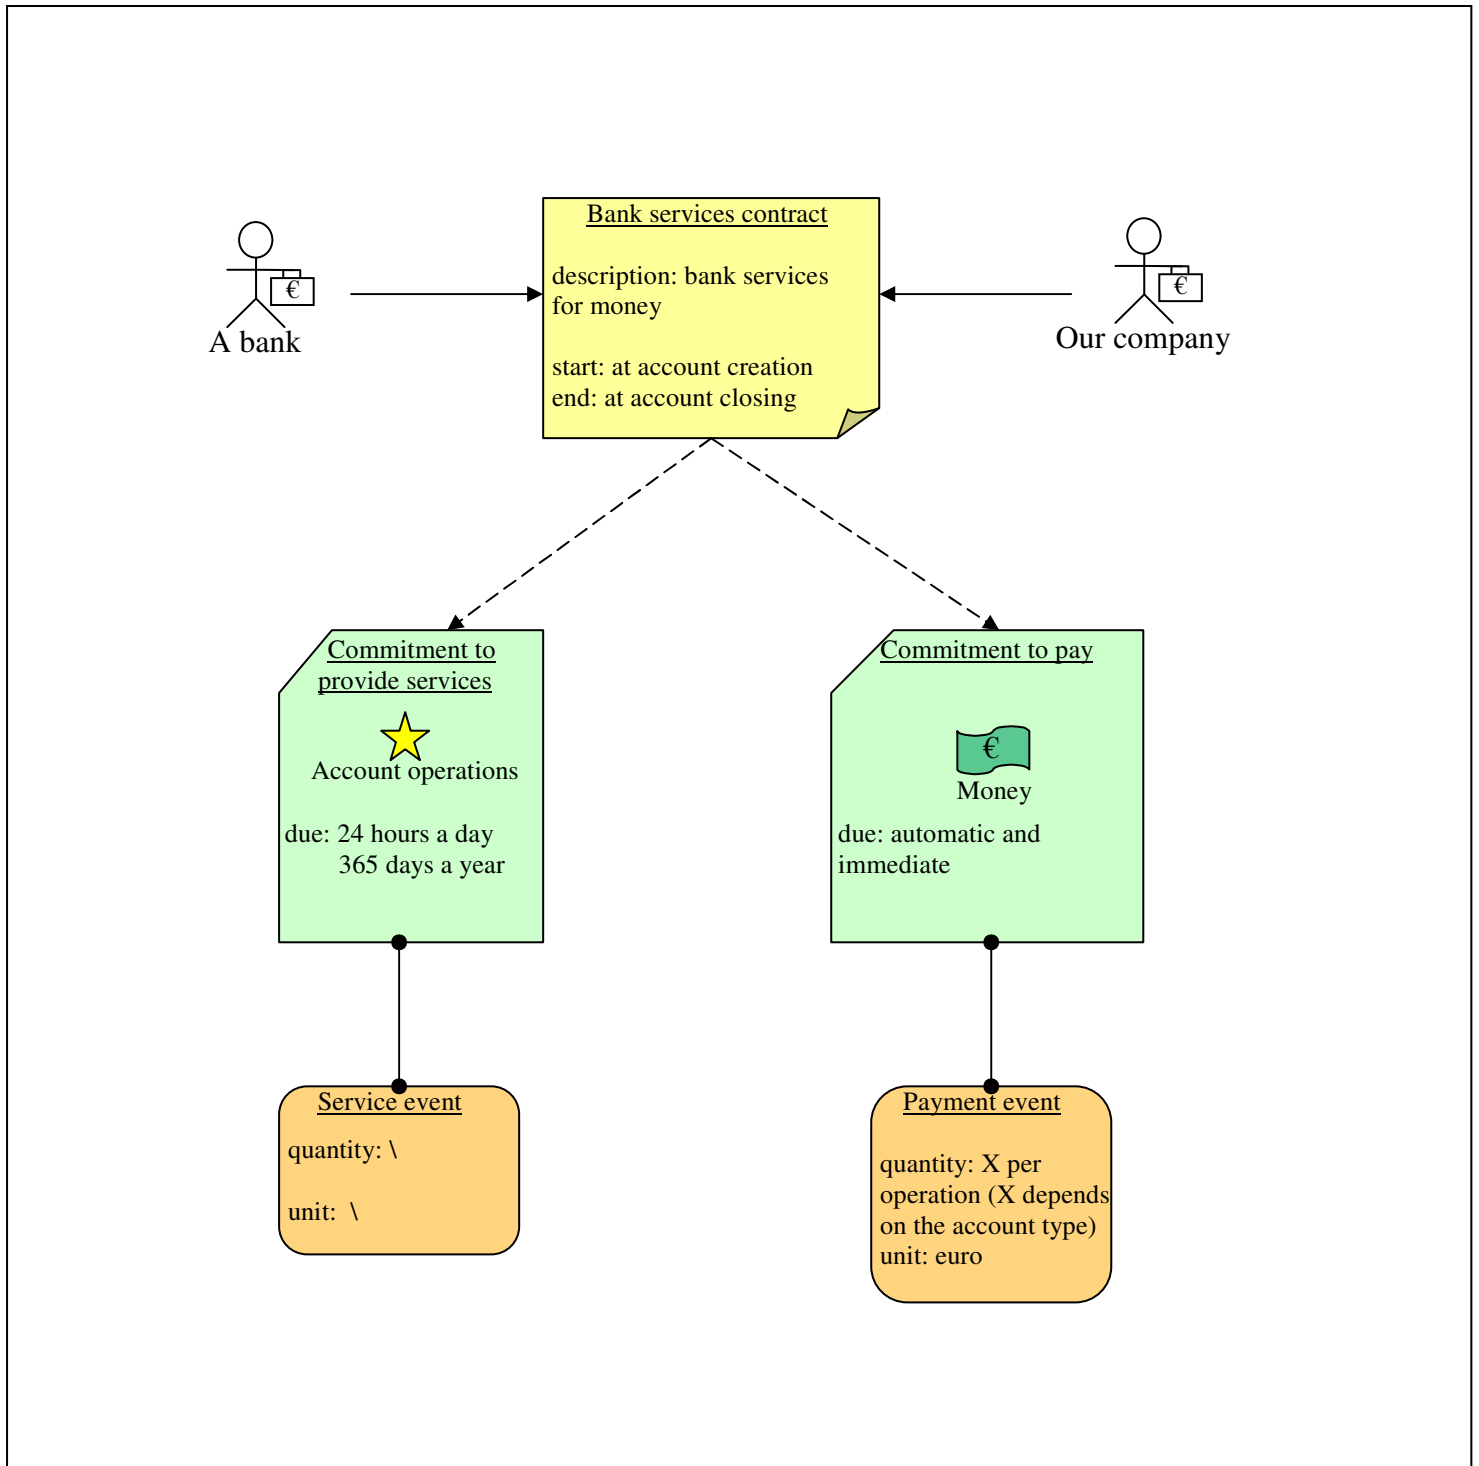 Bank services contract
description: bank services
for money
start: at account creation
end: at account closing
€
A bank
€
Our company
Commitment to
provide services
Account operations
due: 24 hours a day
365 days a year
Commitment to pay
€
Money
due: automatic and
immediate
Service event
quantity: \
unit: \
Payment event
quantity: X per
operation (X depends
on the account type)
unit: euro